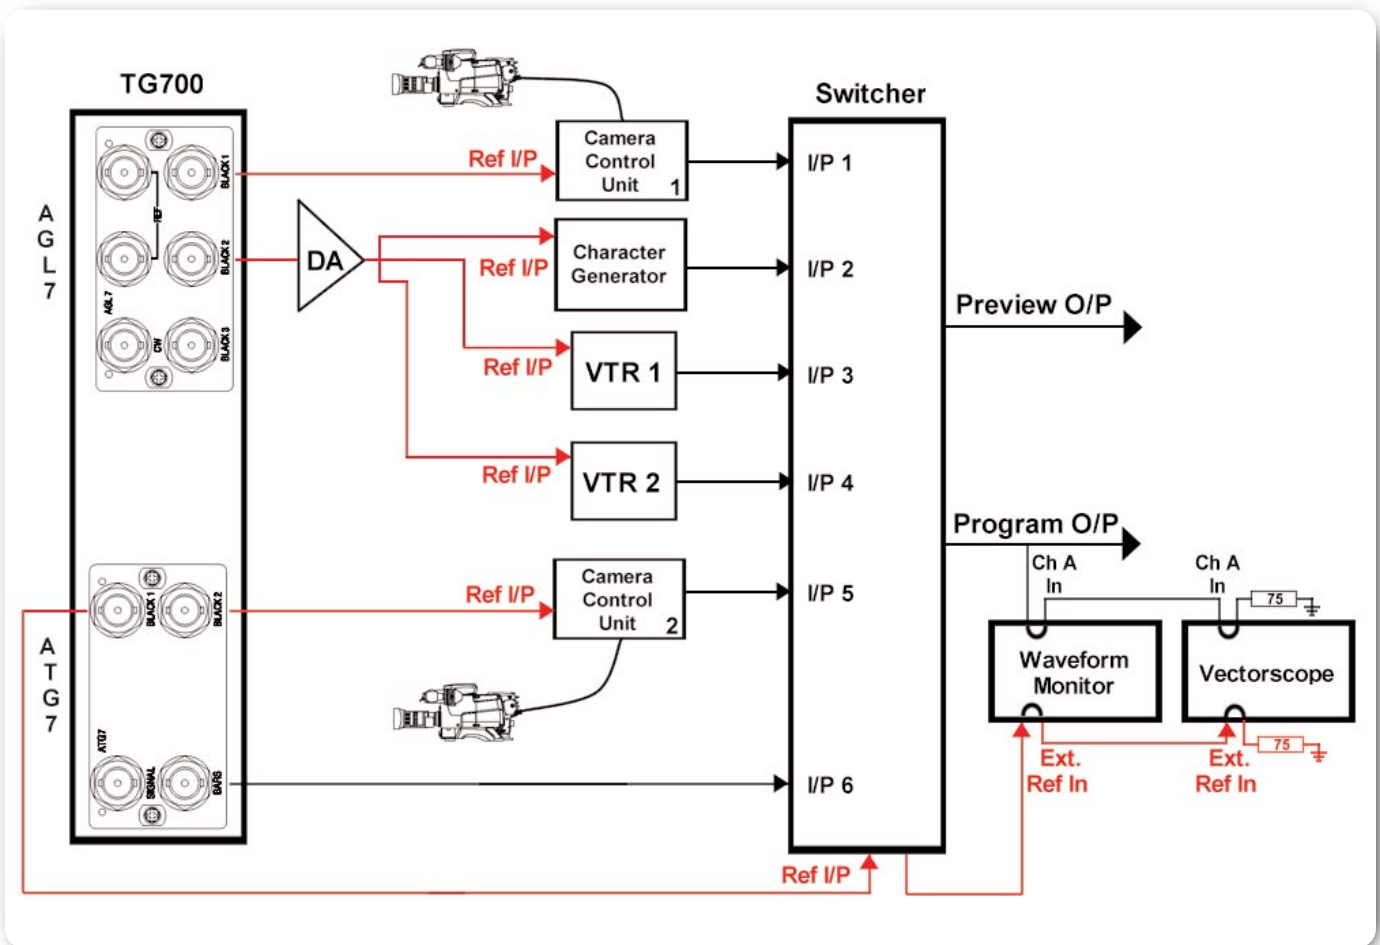 TG700
Switcher
AGL7
BLACK 1
REF
BLACK 2
AGL 7
CW
BLACK 3
Ref I/P
Camera
Control
Unit
1
I/P 1
DA
Ref I/P
Character
Generator
I/P 2
Preview O/P
Ref I/P
VTR 1
I/P 3
Ref I/P
VTR 2
I/P 4
Program O/P
Ch A
In
Ch A
In
75
ATG7
BLACK 1
BLACK 2
Ref I/P
Camera
Control
Unit
2
I/P 5
Waveform
Monitor
Vectorscope
ATG7
SIGNAL
BARS
I/P 6
Ext.
Ref In
Ext.
Ref In
75
Ref I/P